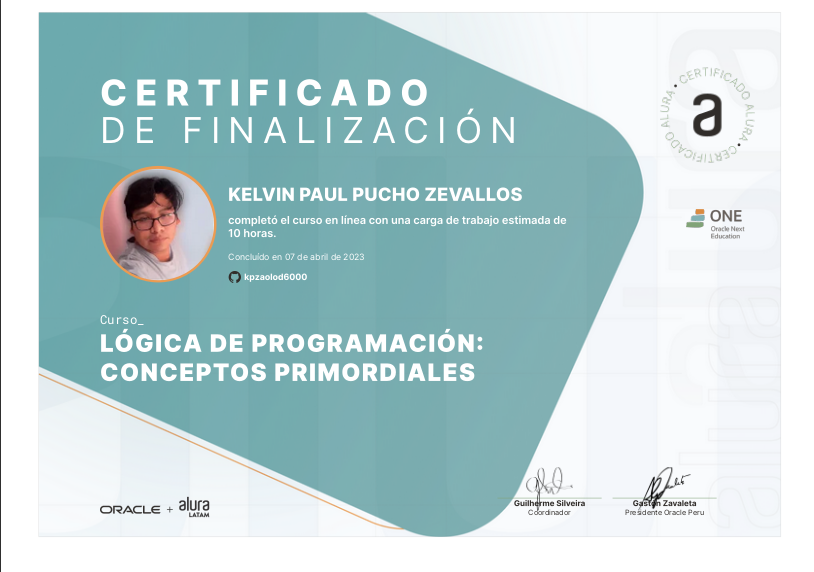 CERTIFICADO
DE FINALIZACIÓN
CERTIFICADO ALURA • CERTIFICADO ALURA •
a
KELVIN PAUL PUCHO ZEVALLOS
completó el curso en línea con una carga de trabajo estimada de
10 horas.
Concluído en 07 de abril de 2023
kpzaolod6000
ONE
Oracle Next
Education
Curso_
LÓGICA DE PROGRAMACIÓN:
CONCEPTOS PRIMORDIALES
ORACLE + alura
LATAM
Guilherme Silveira
Coordinador
Gastón Zavaleta
Presidente Oracle Peru
alura